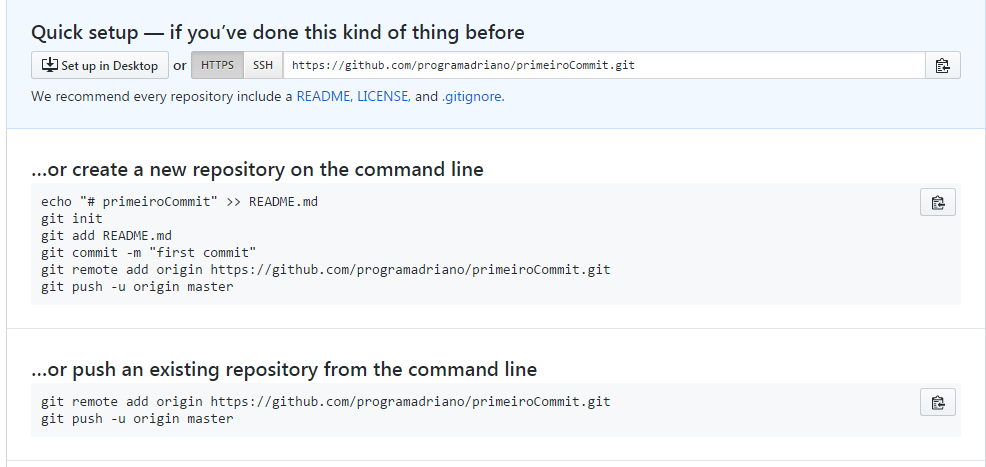 Quick setup — if you’ve done this kind of thing before
Set up in Desktop or HTTPS SSH https://github.com/programadriano/primeiroCommit.git
We recommend every repository include a README, LICENSE, and .gitignore.
…or create a new repository on the command line
echo "# primeiroCommit" >> README.md
git init
git add README.md
git commit -m "first commit"
git remote add origin https://github.com/programadriano/primeiroCommit.git
git push -u origin master
…or push an existing repository from the command line
git remote add origin https://github.com/programadriano/primeiroCommit.git
git push -u origin master